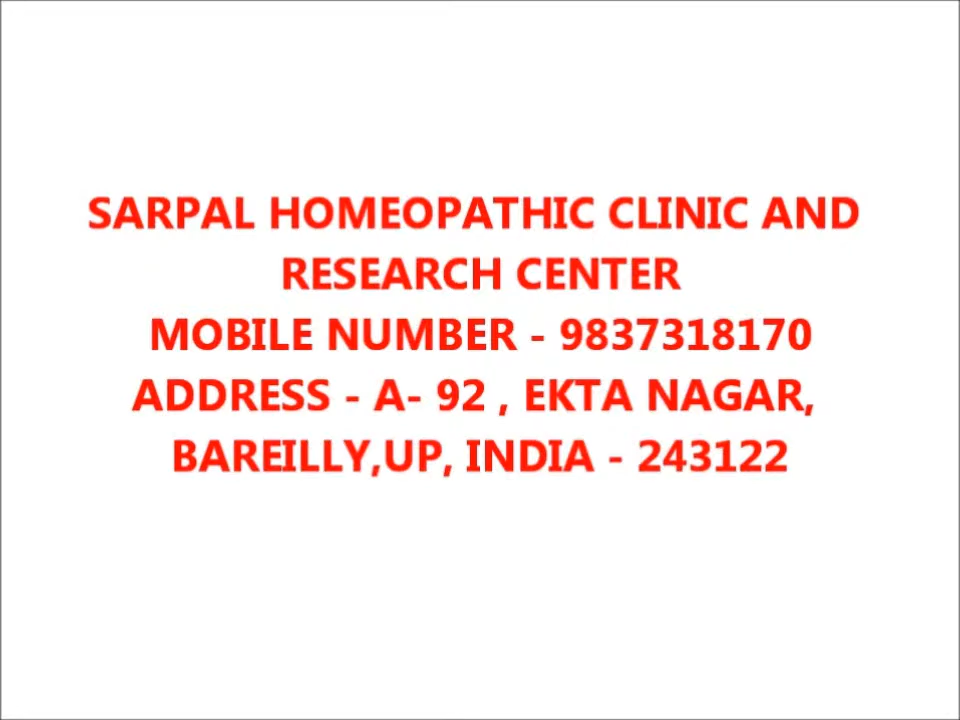 SARPAL HOMEOPATHIC CLINIC AND
RESEARCH CENTER
MOBILE NUMBER - 9837318170
ADDRESS - A- 92 , EKTA NAGAR,
BAREILLY,UP, INDIA - 243122